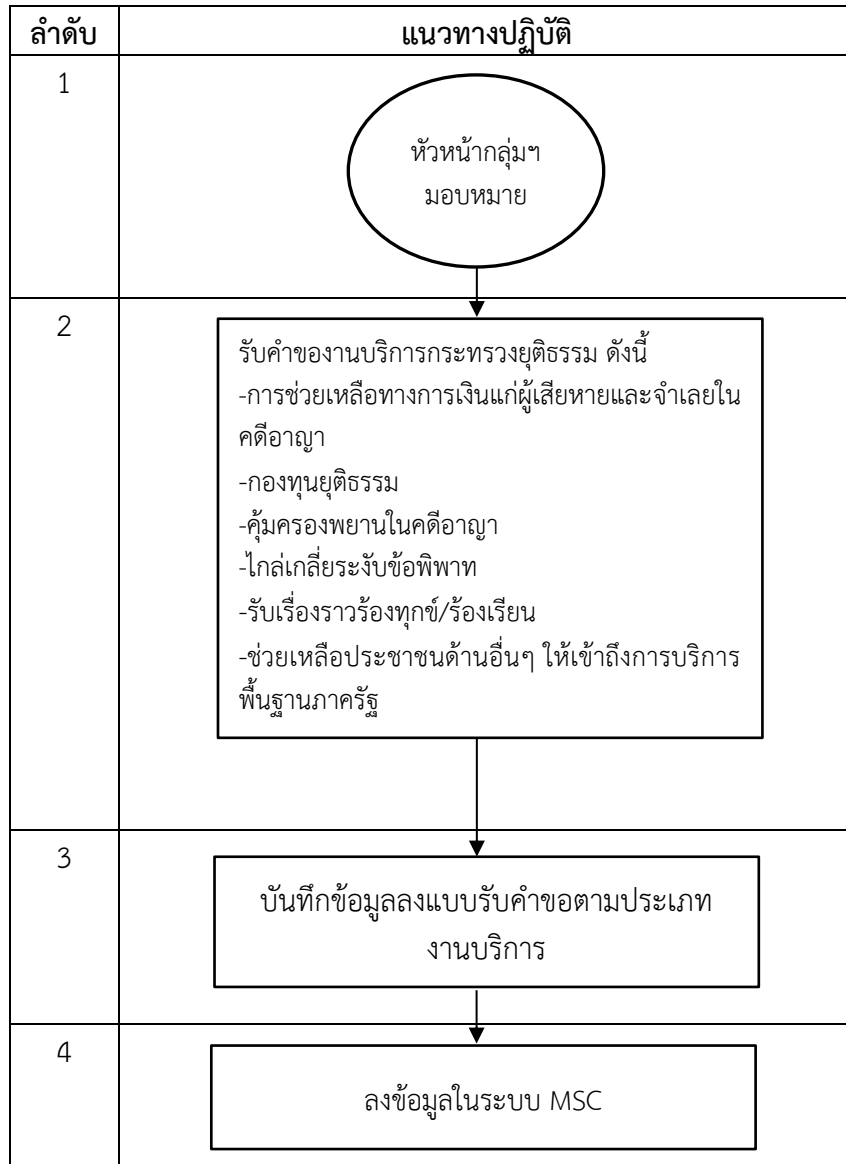 ลำดับ แนวทางปฏิบัติ
1
หัวหน้ากลุ่มฯ
มอบหมาย
2
รับคำของานบริการกระทรวงยุติธรรม ดังนี้
-การช่วยเหลือทางการเงินแก่ผู้เสียหายและจำเลยใน
คดีอาญา
-กองทุนยุติธรรม
-คุ้มครองพยานในคดีอาญา
-ไกล่เกลี่ยระงับข้อพิพาท
-รับเรื่องราวร้องทุกข์/ร้องเรียน
-ช่วยเหลือประชาชนด้านอื่นๆ ให้เข้าถึงการบริการ
พื้นฐานภาครัฐ
3
บันทึกข้อมูลลงแบบรับคำขอตามประเภท
งานบริการ
4
ลงข้อมูลในระบบ MSC